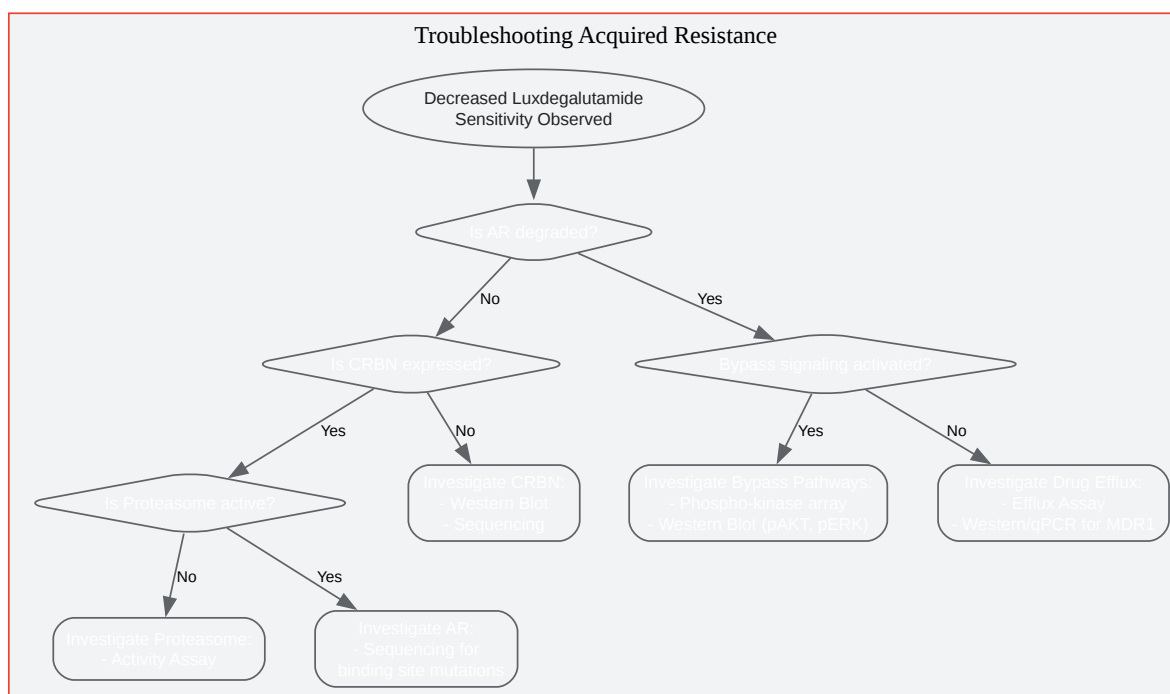 Troubleshooting Acquired Resistance
Decreased Luxdegalutamide
Sensitivity Observed
Is AR degraded?
No
Yes
Is CRBN expressed?
Bypass signaling activated?
Yes
No
Yes
No
Is Proteasome active?
Investigate CRBN:
- Western Blot
- Sequencing
Investigate Bypass Pathways:
- Phospho-kinase array
- Western Blot (pAKT, pERK)
Investigate Drug Efflux:
- Efflux Assay
- Western/qPCR for MDR1
No
Yes
Investigate Proteasome:
- Activity Assay
Investigate AR:
- Sequencing for
binding site mutations